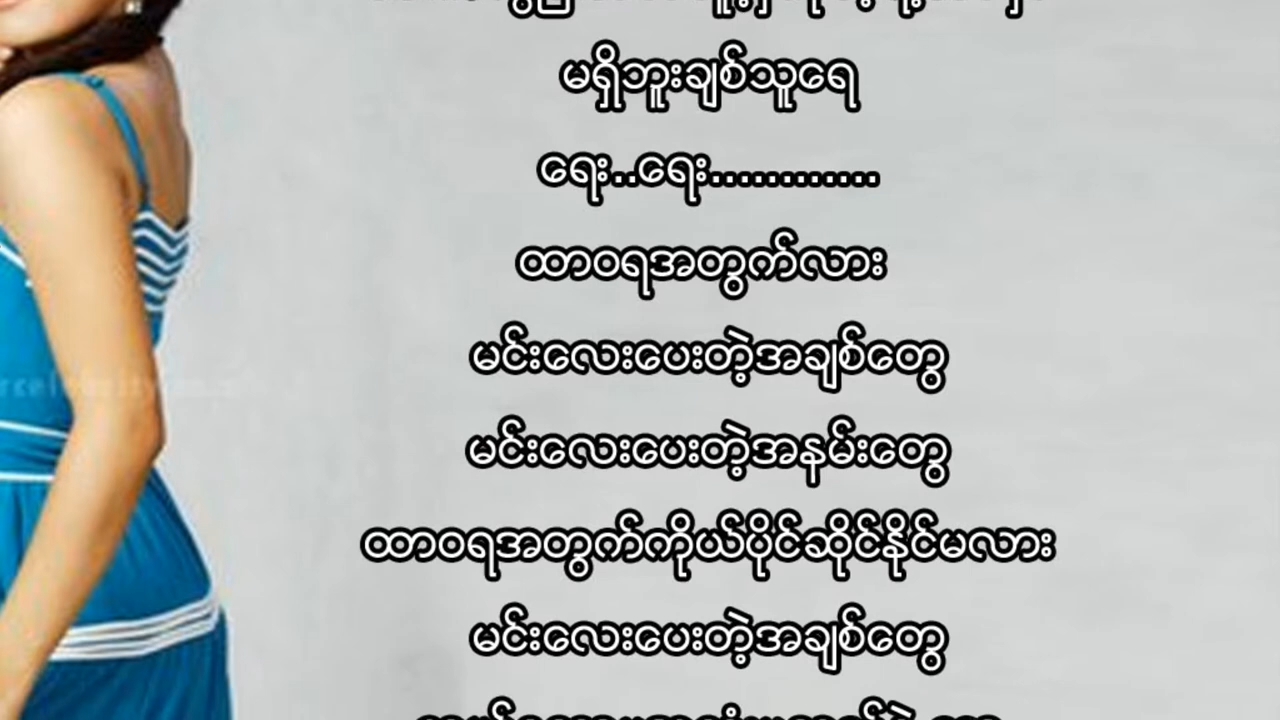 မရှိဘူးချစ်သူရေ
ရေး..ရေး............
ထာဝရအတွက်လား
မင်းလေးပေးတဲ့အချစ်တွေ
မင်းလေးပေးတဲ့အနမ်းတွေ
ထာဝရအတွက်ကိုယ်ပိုင်ဆိုင်နိုင်မလား
မင်းလေးပေးတဲ့အချစ်တွေ